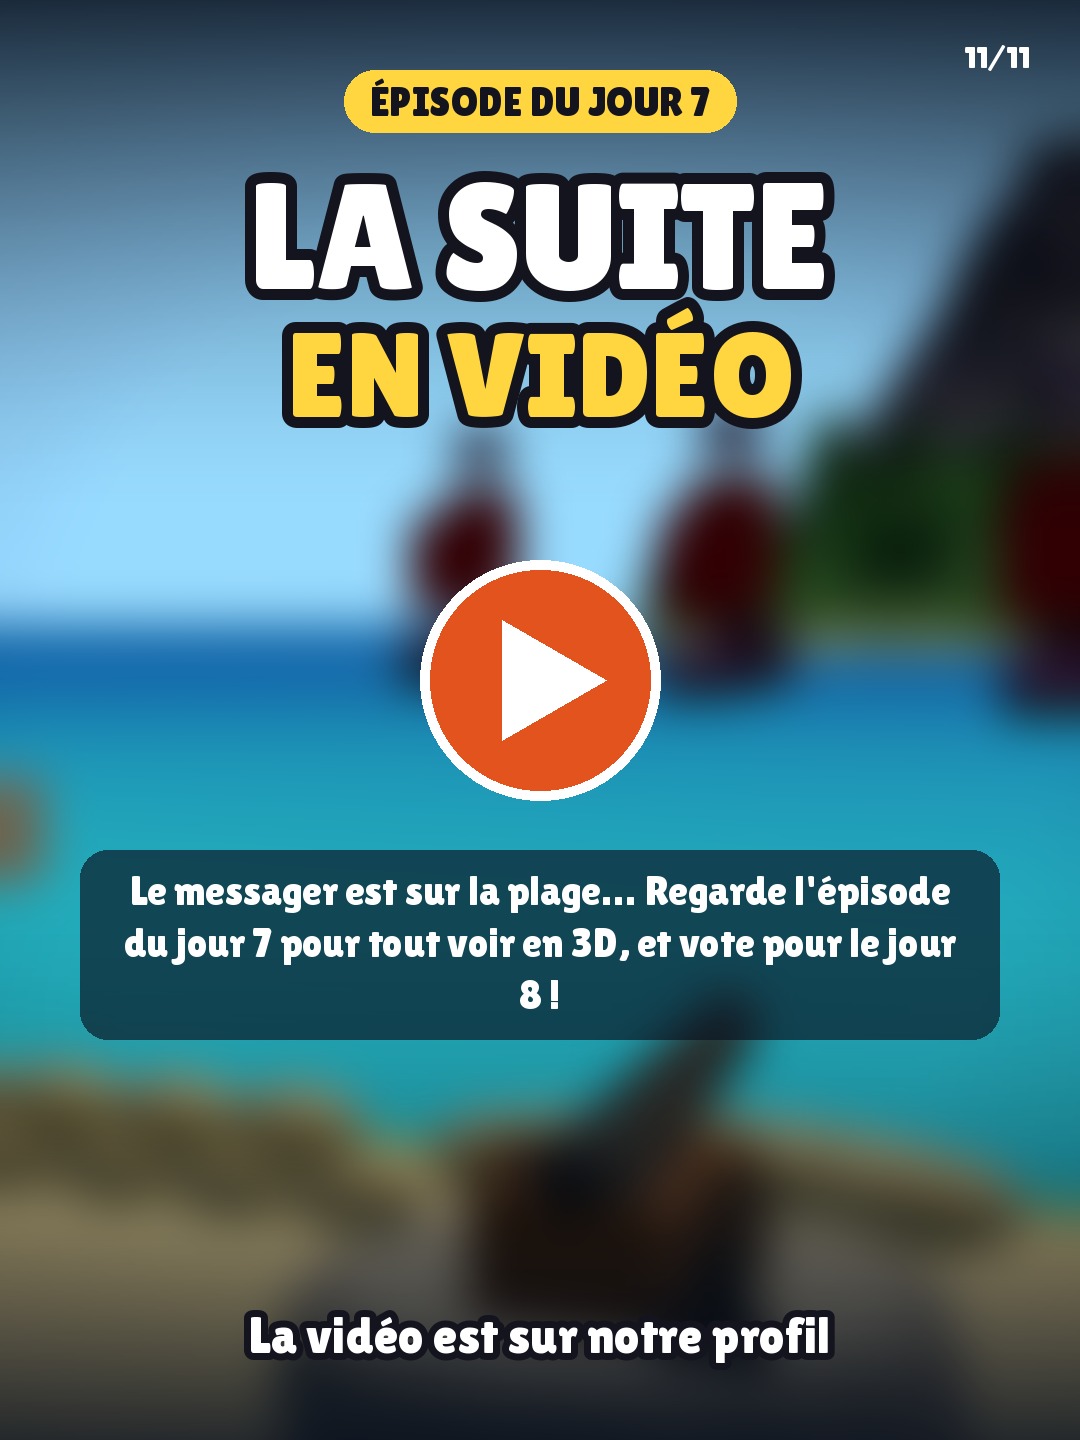 11/11
ÉPISODE DU JOUR 7
LA SUITE
EN VIDÉO
Le messager est sur la plage... Regarde l'épisode
du jour 7 pour tout voir en 3D, et vote pour le jour
8 !
La vidéo est sur notre profil